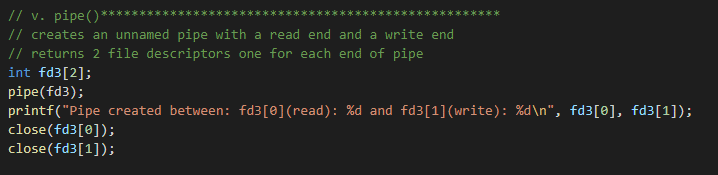 // v. pipe()****************************************************
// creates an unnamed pipe with a read end and a write end
// returns 2 file descriptors one for each end of pipe
int fd3[2];
pipe(fd3);
printf("Pipe created between: fd3[0](read): %d and fd3[1](write): %d\n", fd3[0], fd3[1]);
close(fd3[0]);
close(fd3[1]);